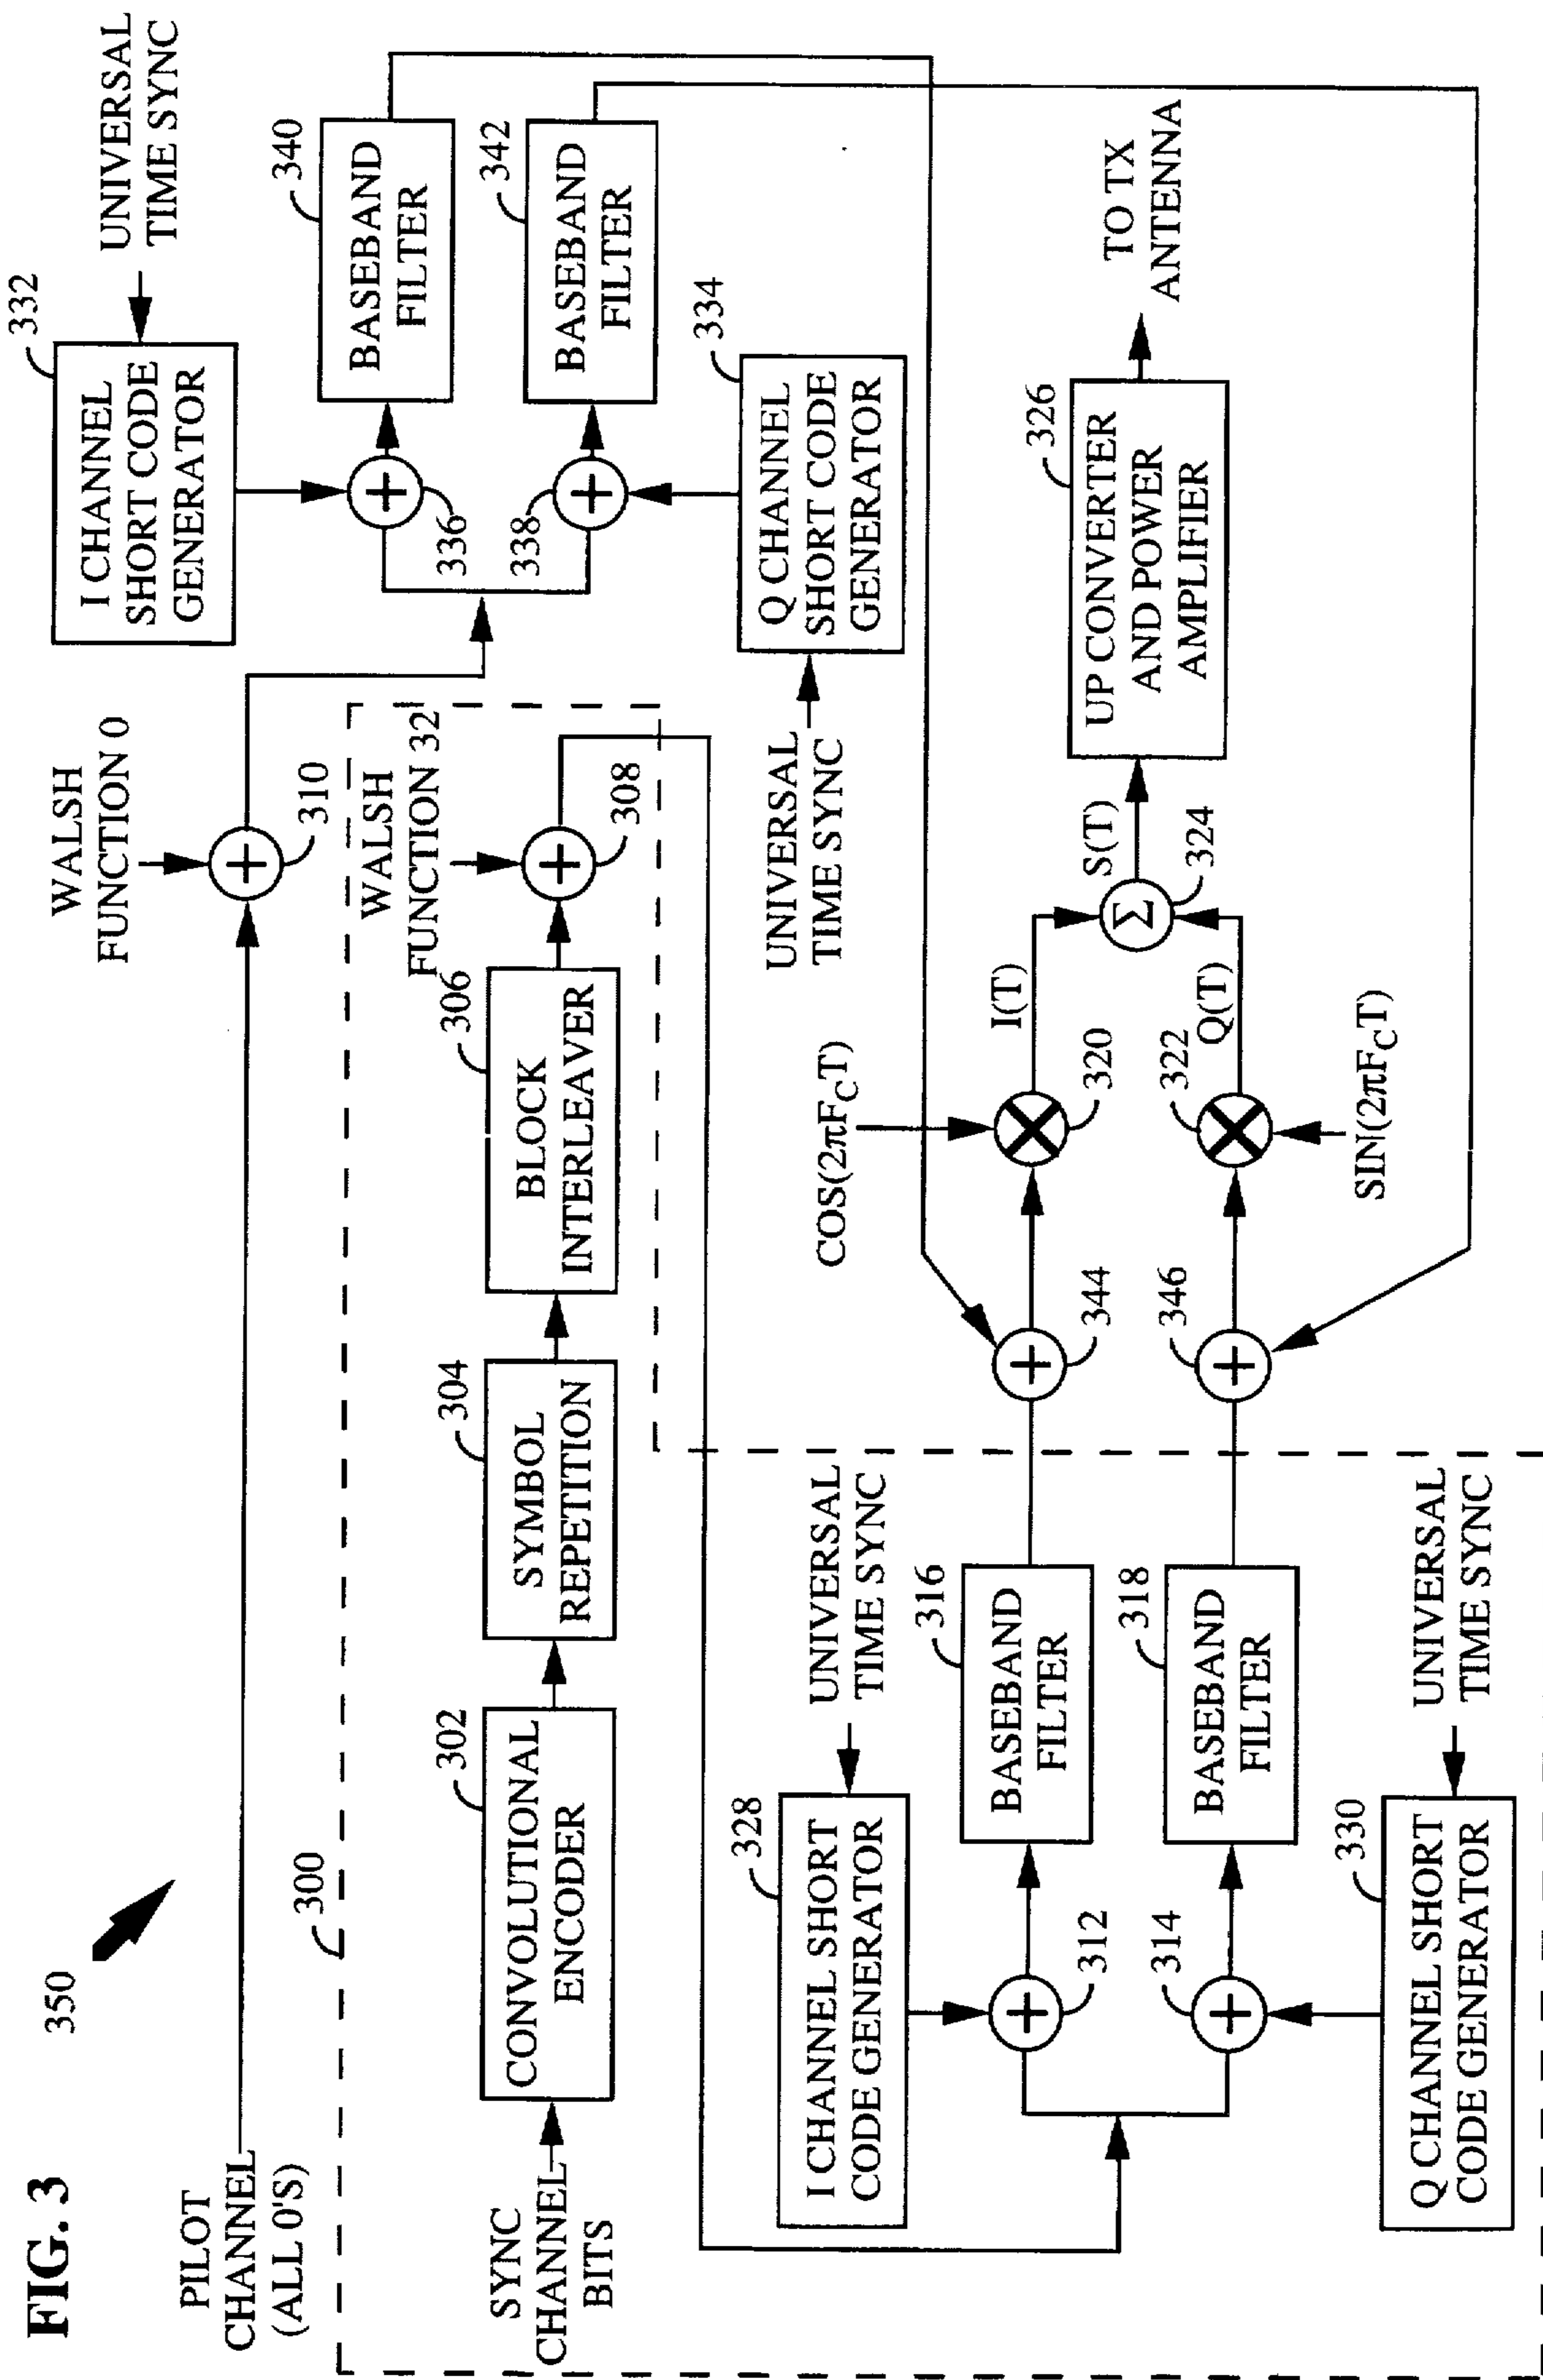 FIG. 3
350
PILOT
CHANNEL
(ALL 0'S)
WALSH
FUNCTION 0
310
332
I CHANNEL
SHORT CODE
GENERATOR
UNIVERSAL
TIME SYNC
336
338
340
BASEBAND
FILTER
342
BASEBAND
FILTER
334
Q CHANNEL
SHORT CODE
GENERATOR
UNIVERSAL
TIME SYNC
300
SYNC
CHANNEL
BITS
302
CONVOLUTIONAL
ENCODER
304
SYMBOL
REPETITION
306
BLOCK
INTERLEAVER
WALSH
FUNCTION 32
308
328
I CHANNEL SHORT
CODE GENERATOR
UNIVERSAL
TIME SYNC
312
314
316
BASEBAND
FILTER
318
BASEBAND
FILTER
330
Q CHANNEL SHORT
CODE GENERATOR
UNIVERSAL
TIME SYNC
344
346
COS(2πF_CT)
320
322
SIN(2πF_CT)
I(T)
Q(T)
Σ
324
S(T)
326
UP CONVERTER
AND POWER
AMPLIFIER
TO TX
ANTENNA